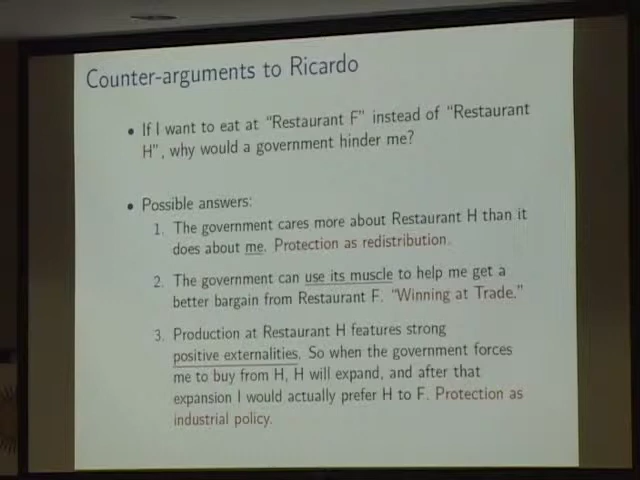 Counter-arguments to Ricardo
• If I want to eat at "Restaurant F" instead of "Restaurant
H", why would a government hinder me?
• Possible answers:
1. The government cares more about Restaurant H than it
does about me. Protection as redistribution.
2. The government can use its muscle to help me get a
better bargain from Restaurant F. "Winning at Trade."
3. Production at Restaurant H features strong
positive externalities. So when the government forces
me to buy from H, H will expand, and after that
expansion I would actually prefer H to F. Protection as
industrial policy.